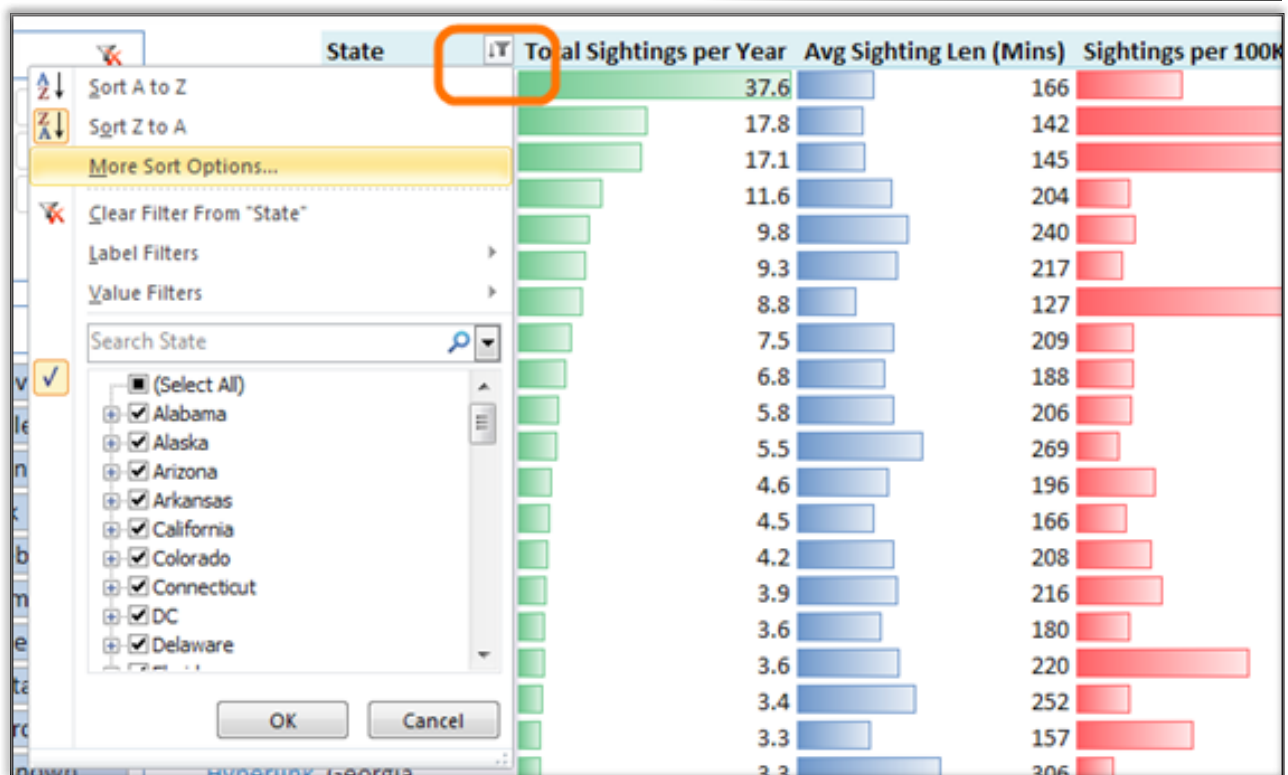 State Total Sightings per Year Avg Sighting Len (Mins) Sightings per 100K
Sort A to Z
Sort Z to A
More Sort Options...
Clear Filter From "State"
Label Filters
Value Filters
Search State
(Select All)
Alabama
Alaska
Arizona
Arkansas
California
Colorado
Connecticut
DC
Delaware
OK Cancel
37.6 166
17.8 142
17.1 145
11.6 204
9.8 240
9.3 217
8.8 127
7.5 209
6.8 188
5.8 206
5.5 269
4.6 196
4.5 166
4.2 208
3.9 216
3.6 180
3.6 220
3.4 252
3.3 157
3.3 306
Hyperlink Georgia